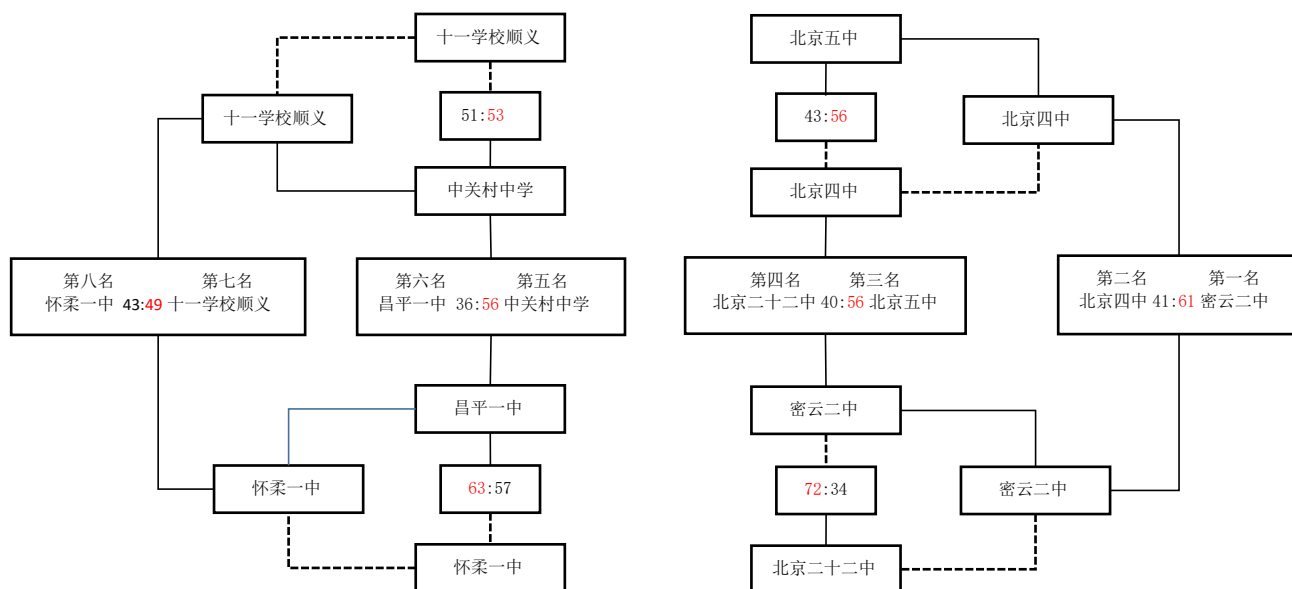 十一学校顺义
51:53
十一学校顺义
中关村中学
第八名 第七名
怀柔一中 43:49 十一学校顺义
第六名 第五名
昌平一中 36:56 中关村中学
昌平一中
怀柔一中
63:57
怀柔一中
北京五中
43:56
北京四中
北京四中
第四名 第三名
北京二十二中 40:56 北京五中
第二名 第一名
北京四中 41:61 密云二中
密云二中
72:34
密云二中
北京二十二中